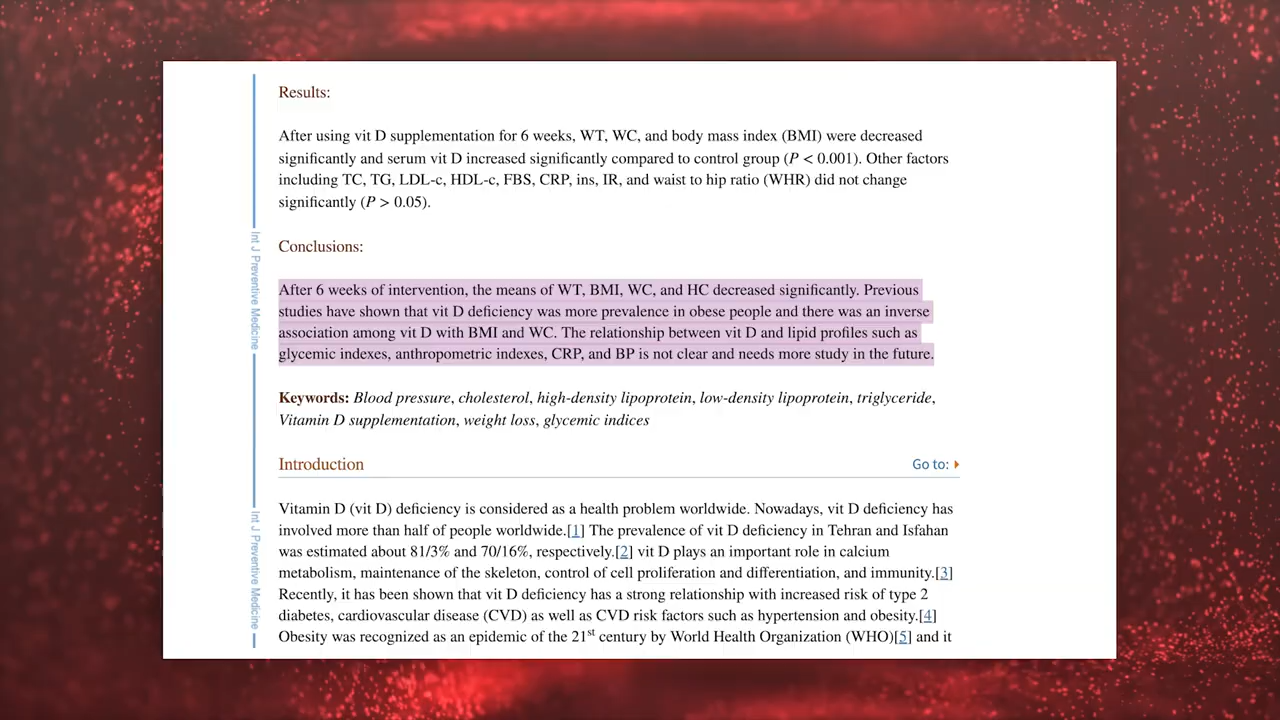 Results:
After using vit D supplementation for 6 weeks, WT, WC, and body mass index (BMI) were decreased
significantly and serum vit D increased significantly compared to control group (P < 0.001). Other factors
including TC, TG, LDL-c, HDL-c, FBS, CRP, ins, IR, and waist to hip ratio (WHR) did not change
significantly (P > 0.05).
Conclusions:
After 6 weeks of intervention, the means of WT, BMI, WC, and HC decreased significantly. Previous
studies have shown that vit D deficiency was more prevalence in obese people and there was an inverse
association among vit D with BMI and WC. The relationship between vit D and lipid profiles such as
glycemic indexes, anthropometric indexes, CRP, and BP is not clear and needs more study in the future.
Keywords: Blood pressure, cholesterol, high-density lipoprotein, low-density lipoprotein, triglyceride,
Vitamin D supplementation, weight loss, glycemic indices
Introduction
Go to:
Vitamin D (vit D) deficiency is considered as a health problem worldwide. Nowadays, vit D deficiency has
involved more than half of people worldwide.[1] The prevalence of vit D deficiency in Tehran and Isfahan
was estimated about 81/3% and 70/16%, respectively.[2] vit D plays an important role in calcium
metabolism, maintenance of the skeleton, control of cell proliferation and differentiation, and immunity.[3]
Recently, it has been shown that vit D deficiency has a strong relationship with increased risk of type 2
diabetes, cardiovascular disease (CVD) as well as CVD risk factors such as hypertension and obesity.[4]
Obesity was recognized as an epidemic of the 21st century by World Health Organization (WHO)[5] and it
Int J Preventive Medicine
Int J Preventive Medicine